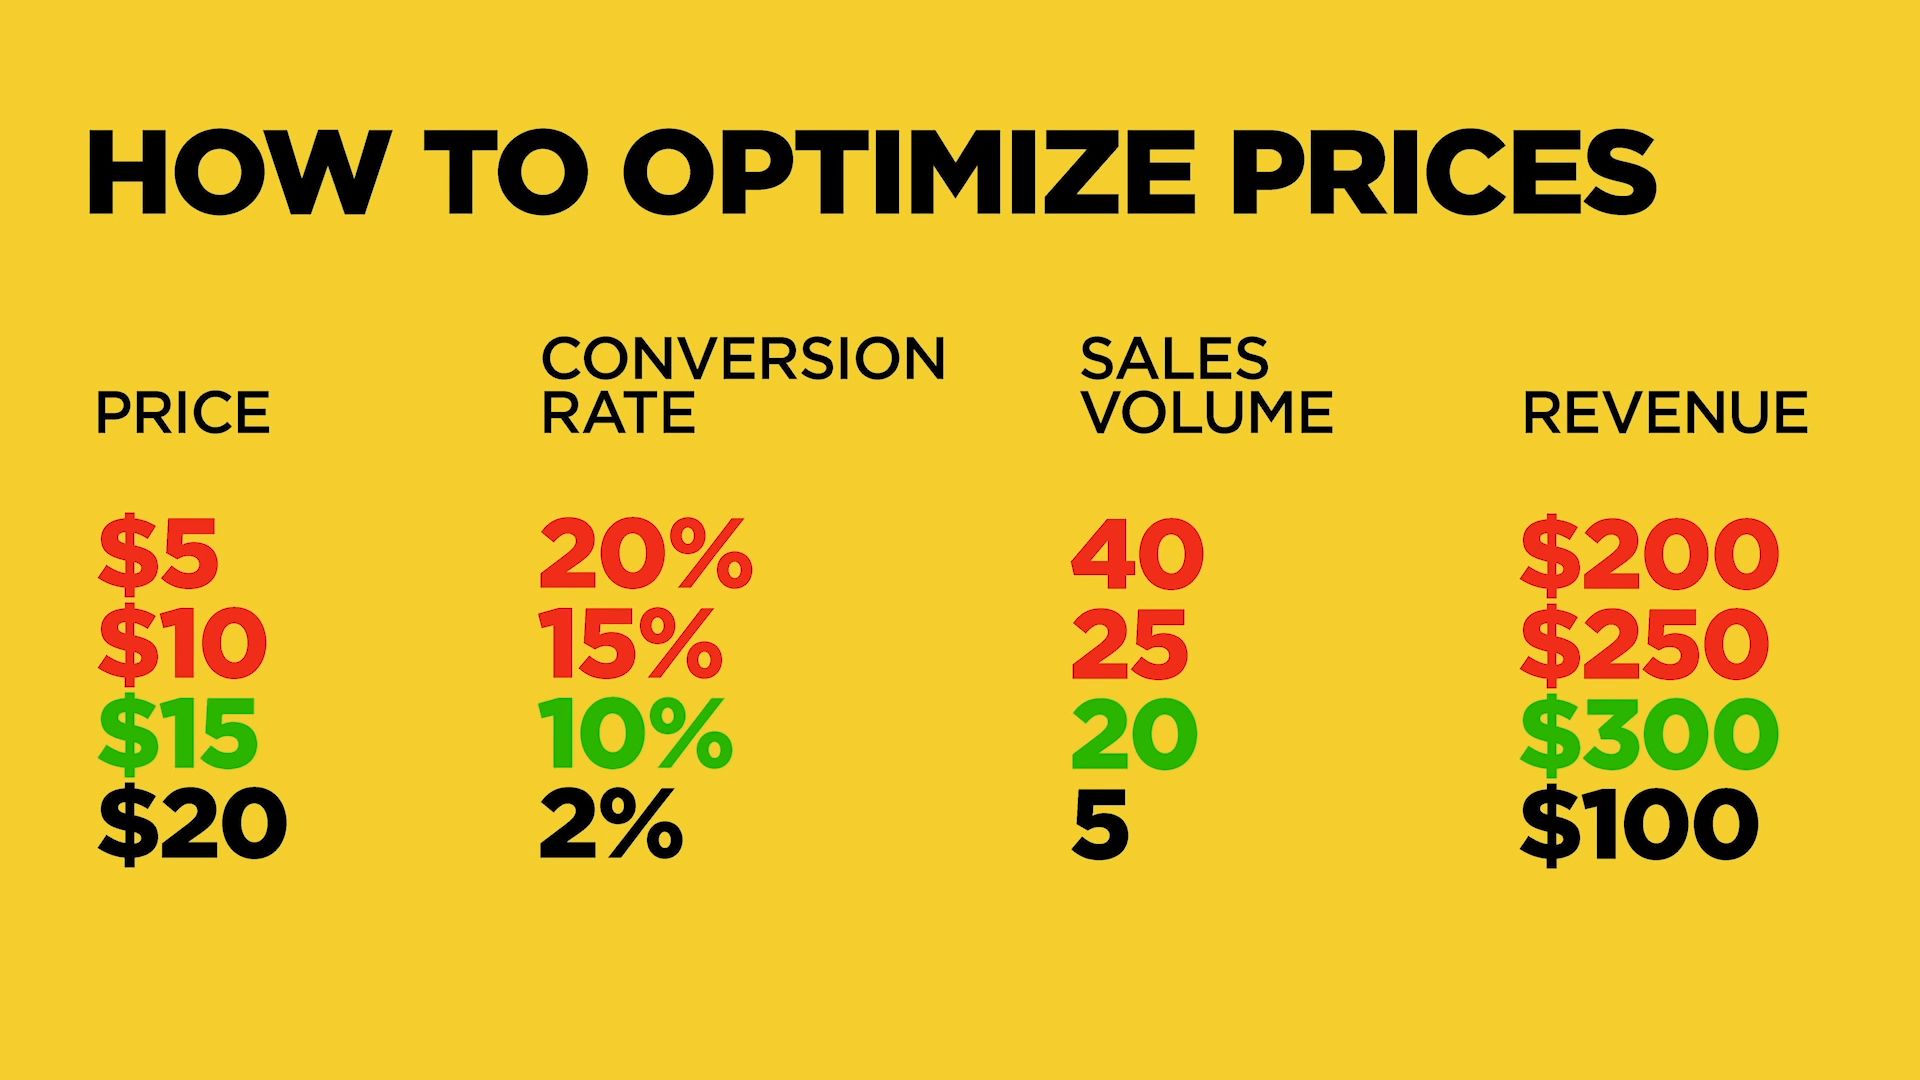 HOW TO OPTIMIZE PRICES
PRICE CONVERSION RATE SALES VOLUME REVENUE
$5 20% 40 $200
$10 15% 25 $250
$15 10% 20 $300
$20 2% 5 $100